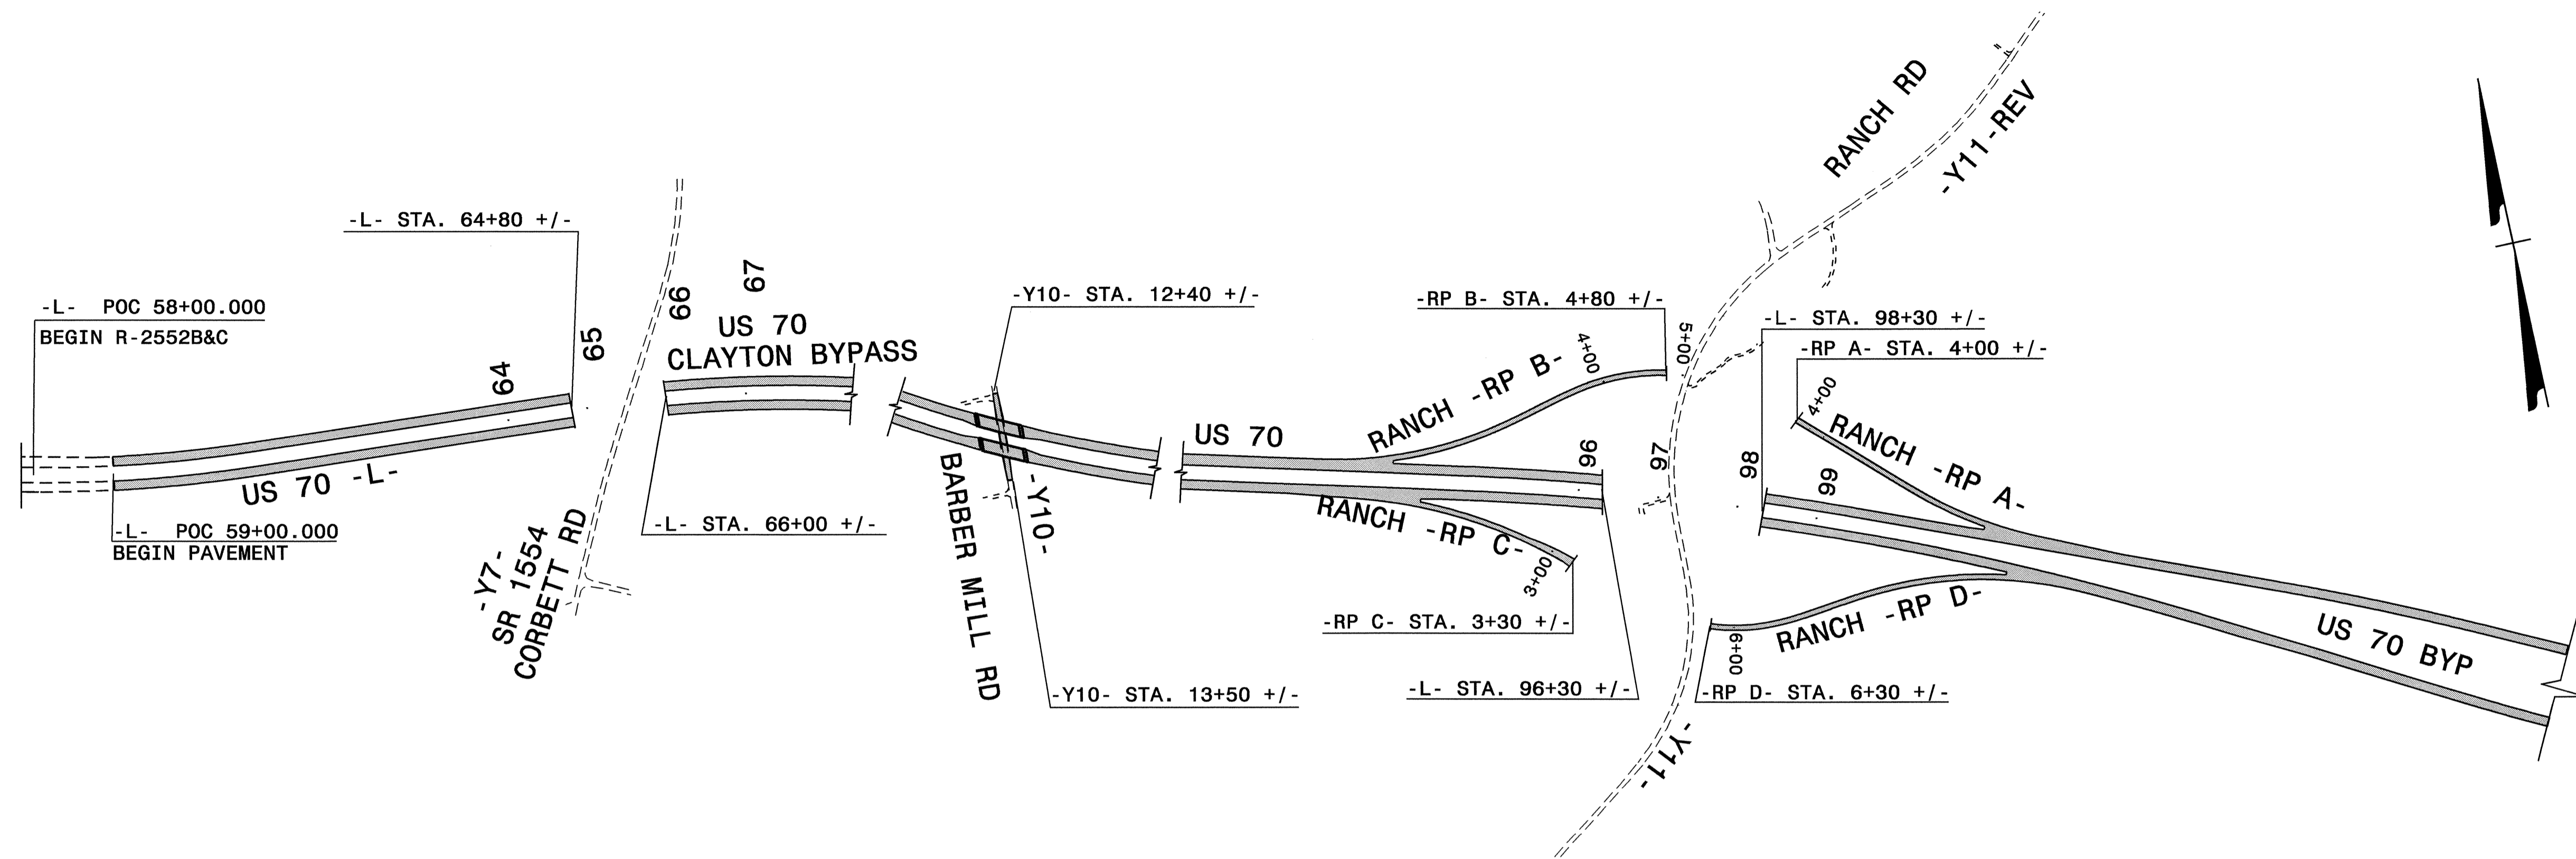 -L- STA. 64+80 +/-
-L- POC 58+00.000
BEGIN R-2552B&C
64
65
66
67
US 70
CLAYTON BYPASS
US 70 -L-
-L- POC 59+00.000
BEGIN PAVEMENT
-Y7-
SR 1554
CORBETT RD
-L- STA. 66+00 +/-
-Y10- STA. 12+40 +/-
BARBER MILL RD
-Y10-
-Y10- STA. 13+50 +/-
US 70
RANCH -RP B-
4+00
-RP B- STA. 4+80 +/-
5+00
RANCH -RP C-
3+00
-RP C- STA. 3+30 +/-
96
97
98
99
-L- STA. 96+30 +/-
-L- STA. 98+30 +/-
-RP A- STA. 4+00 +/-
4+00
RANCH -RP A-
RANCH -RP D-
6+00
-RP D- STA. 6+30 +/-
-Y11-
RANCH RD
-Y11-REV
US 70 BYP